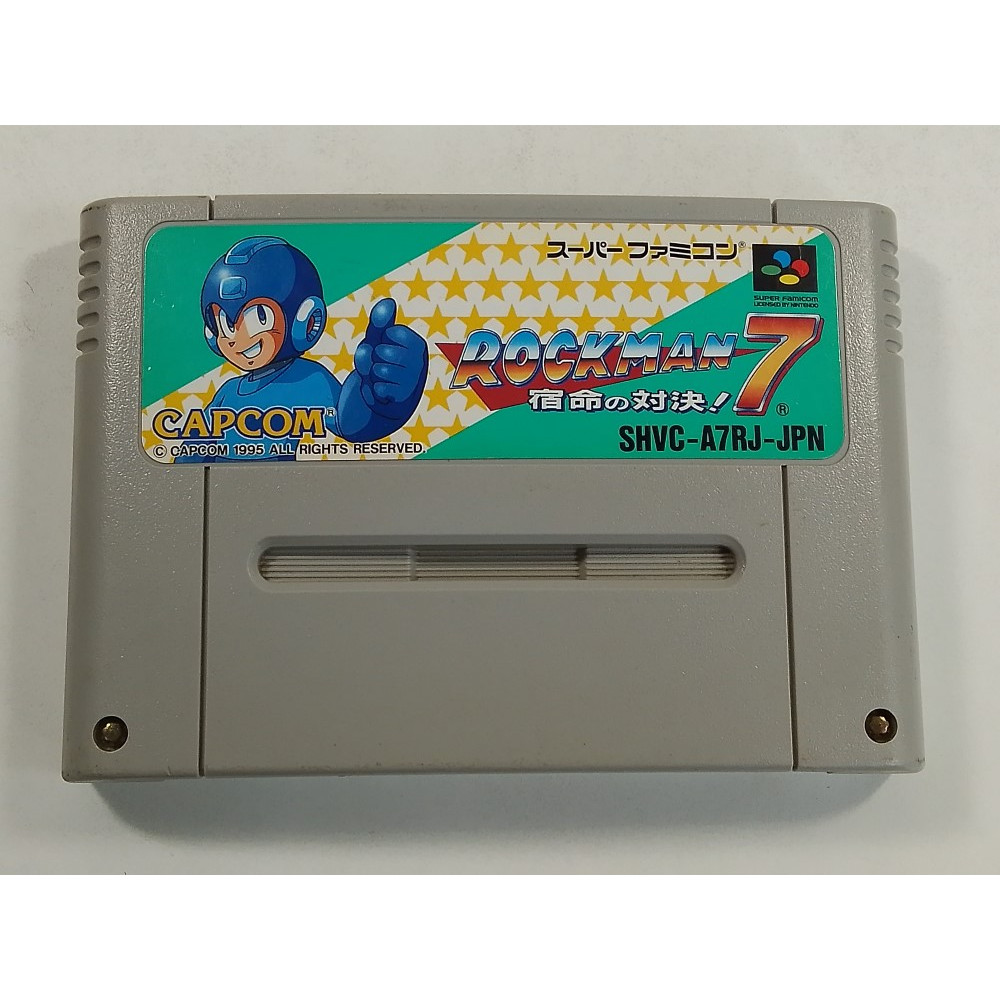 スーパーファミコン®
SUPER FAMICOM
LICENSED BY NINTENDO
ROCKMAN 7®
宿命の対決!
CAPCOM®
© CAPCOM 1995 ALL RIGHTS RESERVED.
SHVC-A7RJ-JPN